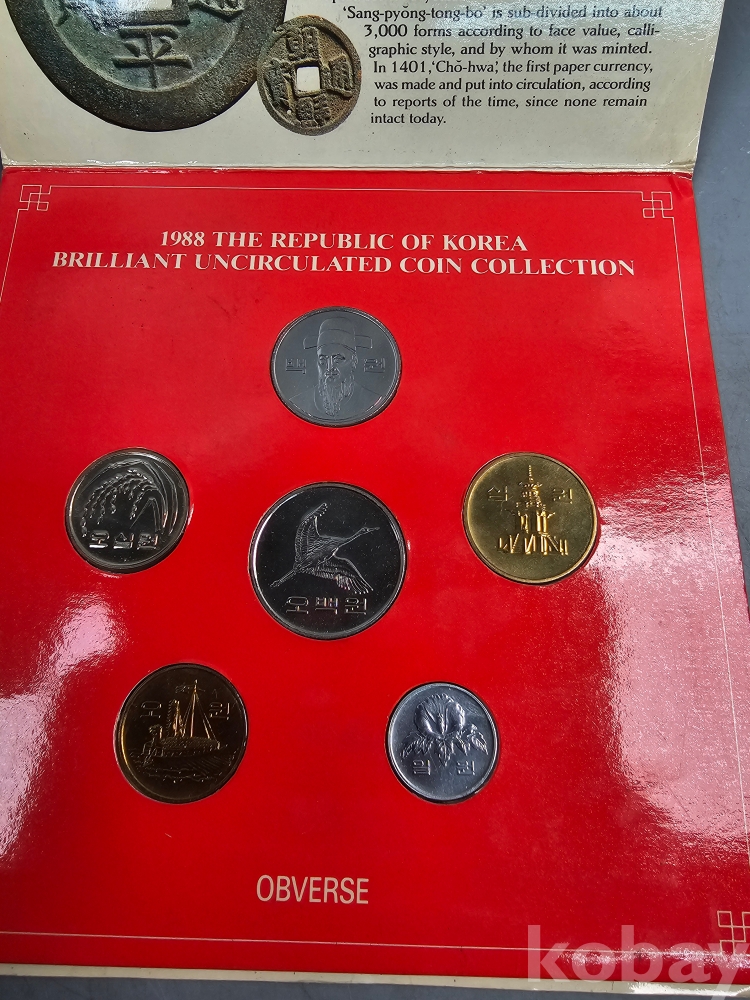 'Sang-pyŏng-tong-bo' is sub-divided into about
3,000 forms according to face value, calli-
graphic style, and by whom it was minted.
In 1401, 'Chŏ-hwa', the first paper currency,
was made and put into circulation, according
to reports of the time, since none remain
intact today.
平
1988 THE REPUBLIC OF KOREA
BRILLIANT UNCIRCULATED COIN COLLECTION
백 원
오십원
오백원
십 원
오 원
일 원
OBVERSE
kobay